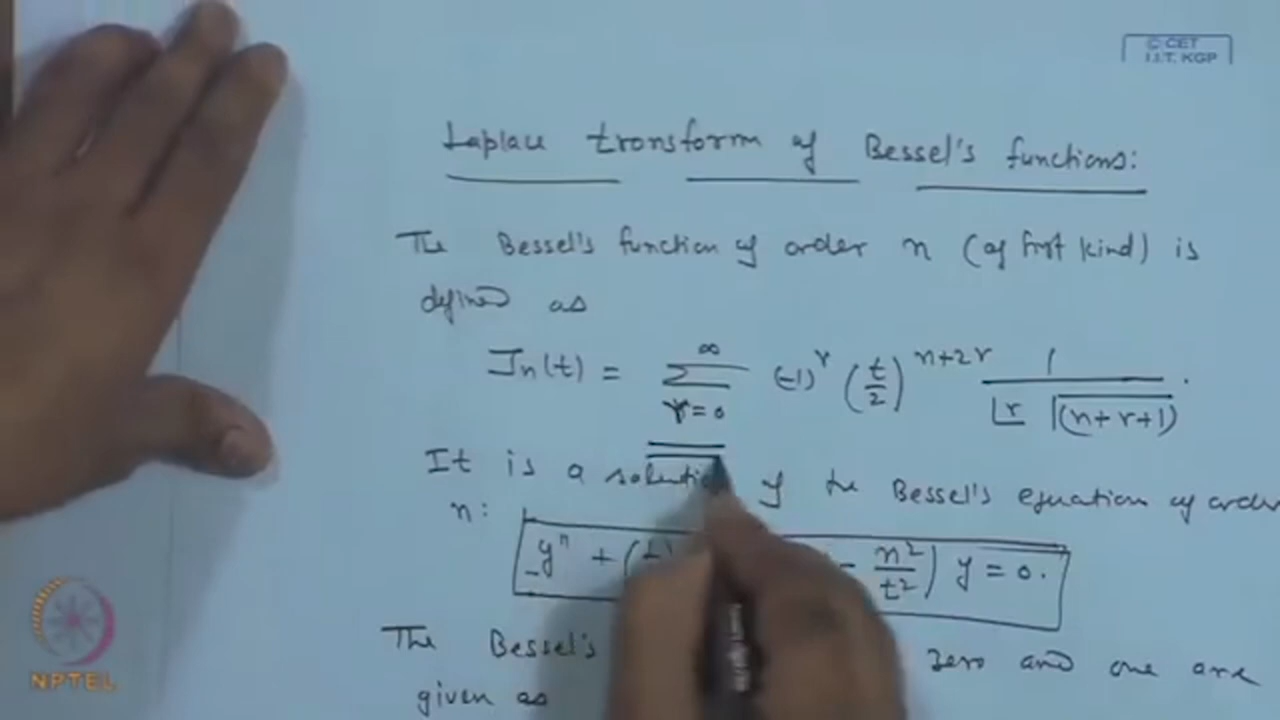 © CET
I.I.T. KGP
Laplace transform of Bessel's functions:
The Bessel's function of order n (of first kind) is
defined as
Jn(t) = ∑_{r=0}^{∞} (-1)^r (t/2)^{n+2r} 1/(⌊r Γ(n+r+1)).
It is a solution of the Bessel's equation of order
n:
y'' + ( - n²/t²) y = 0.
The Bessel's zero and one are
given as
NPTEL